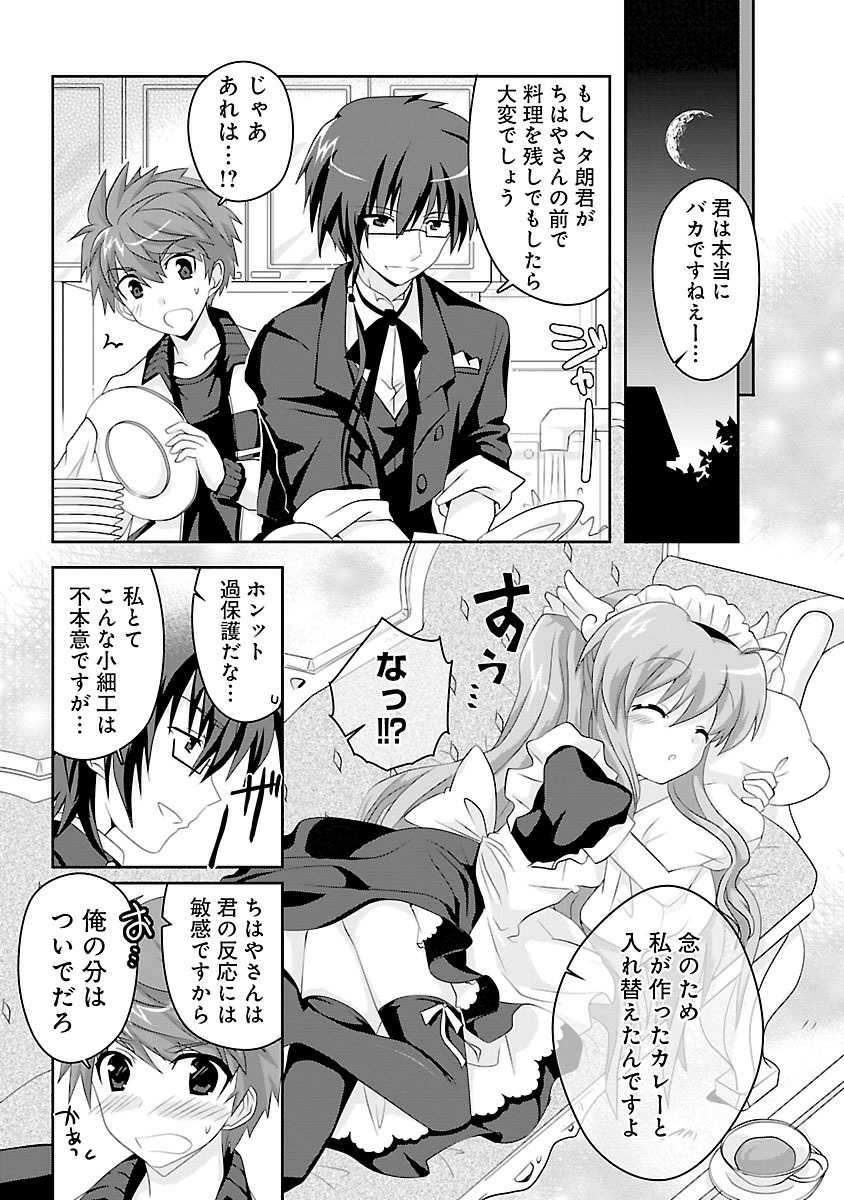 君は本当に
バカですねえー…
もしヘタ朗君が
ちはやさんの前で
料理を残しでもしたら
大変でしょう
じゃあ
あれは…!?
ん
ジャー
すぅ…
なっ!!?
念のため
私が作ったカレーと
入れ替えたんですよ
ホンット
過保護だな…
私とて
こんな小細工は
不本意ですが…
ちはやさんは
君の反応には
敏感ですから
俺の分は
ついでだろ
かあっ